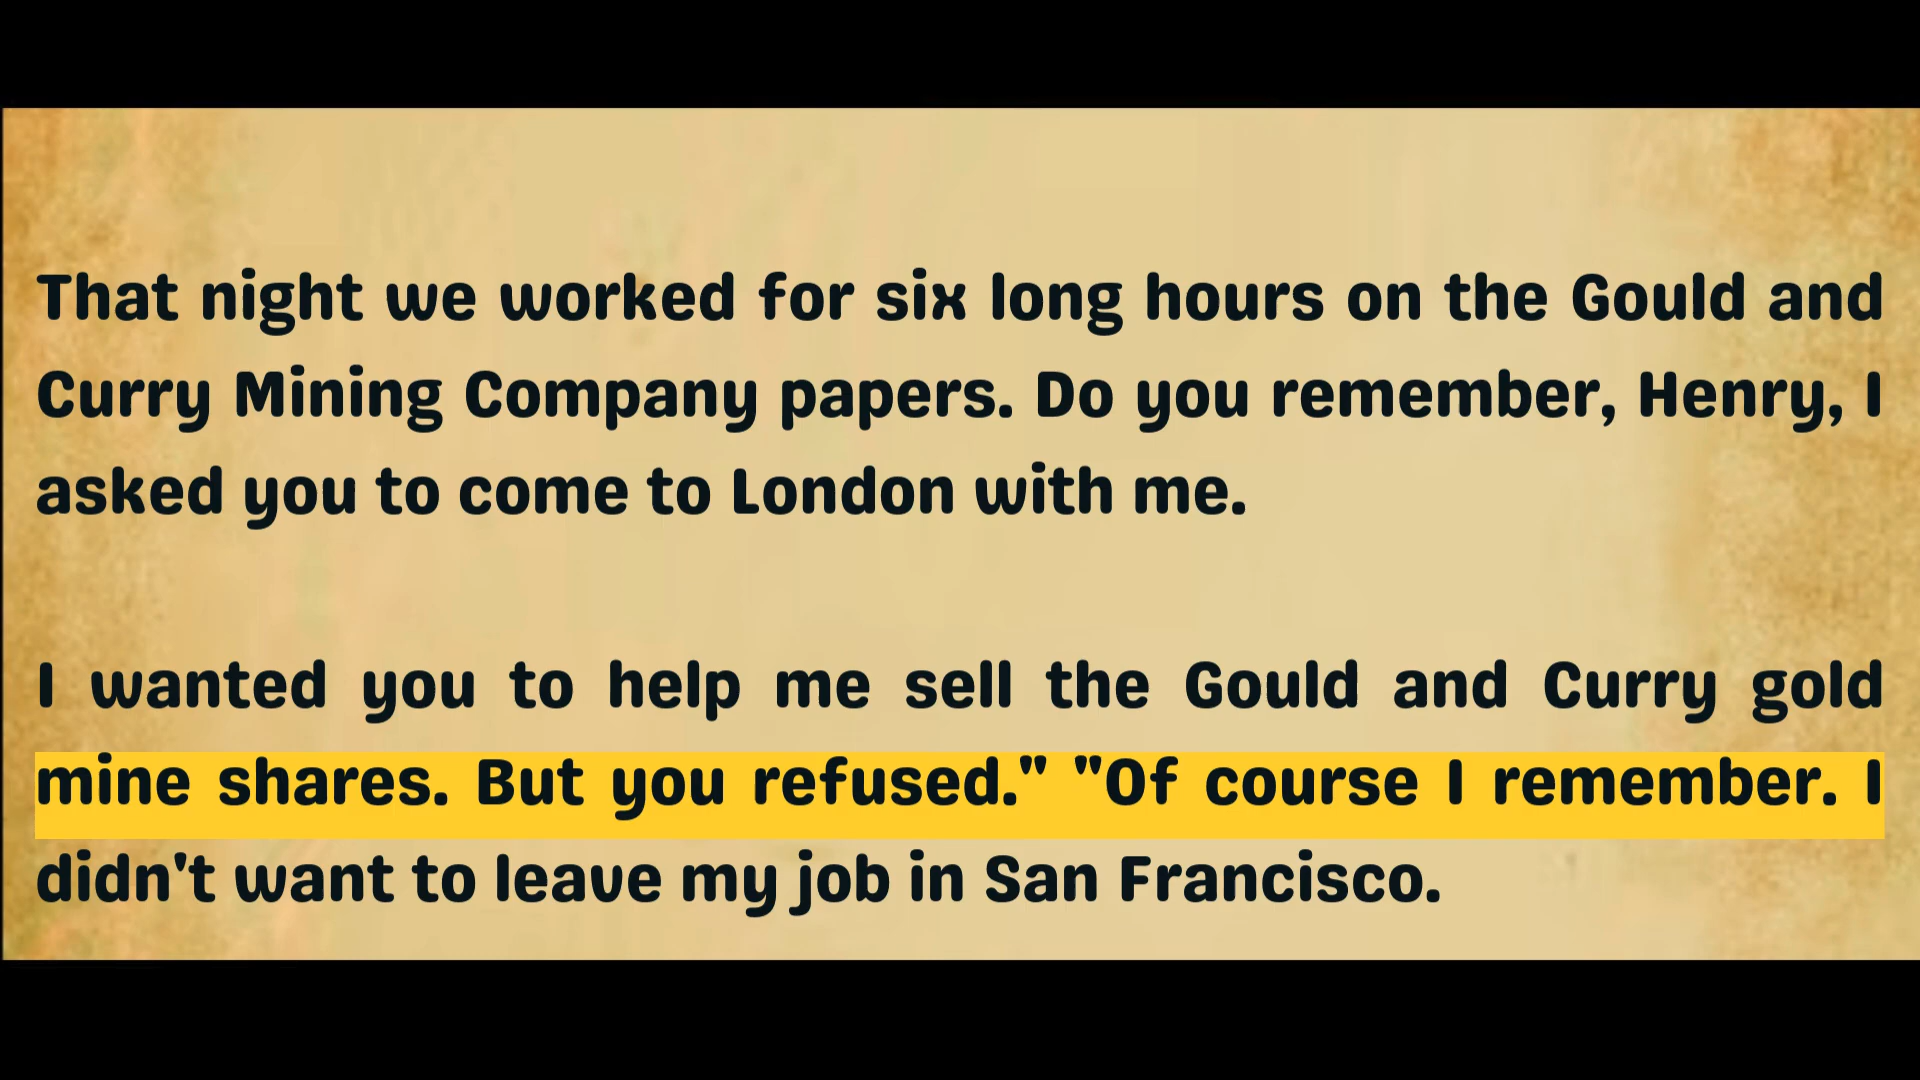 That night we worked for six long hours on the Gould and
Curry Mining Company papers. Do you remember, Henry, I
asked you to come to London with me.
I wanted you to help me sell the Gould and Curry gold
mine shares. But you refused." "Of course I remember. I
didn't want to leave my job in San Francisco.